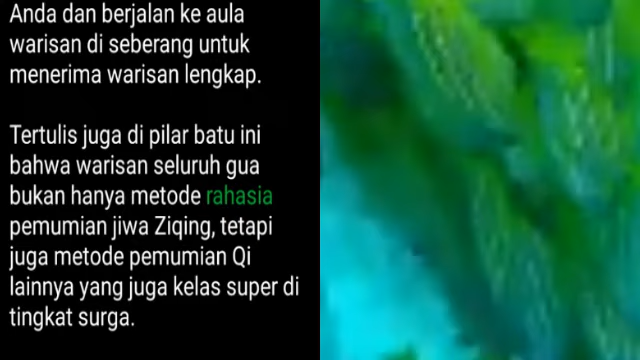 Anda dan berjalan ke aula
warisan di seberang untuk
menerima warisan lengkap.
Tertulis juga di pilar batu ini
bahwa warisan seluruh gua
bukan hanya metode rahasia
pemumian jiwa Ziqing, tetapi
juga metode pemumian Qi
lainnya yang juga kelas super di
tingkat surga.